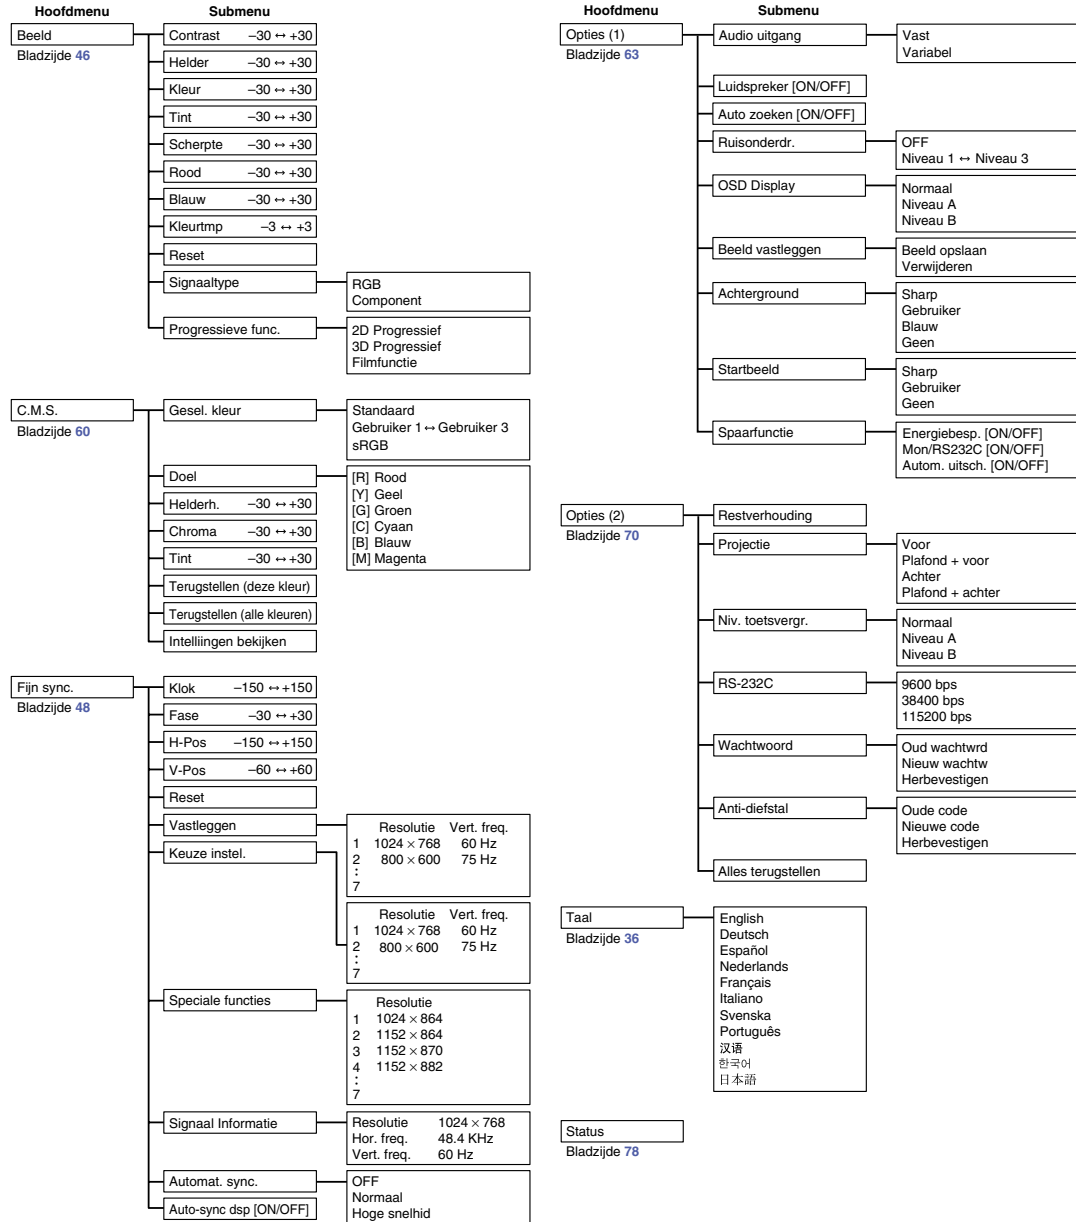 Hoofdmenu Submenu
Beeld
Bladzijde 46
Contrast −30 ↔ +30
Helder −30 ↔ +30
Kleur −30 ↔ +30
Tint −30 ↔ +30
Scherpte −30 ↔ +30
Rood −30 ↔ +30
Blauw −30 ↔ +30
Kleurtmp −3 ↔ +3
Reset
Signaaltype
RGB
Component
Progressieve func.
2D Progressief
3D Progressief
Filmfunctie
C.M.S.
Bladzijde 60
Gesel. kleur
Standaard
Gebruiker 1 ↔ Gebruiker 3
sRGB
Doel
[R] Rood
[Y] Geel
[G] Groen
[C] Cyaan
[B] Blauw
[M] Magenta
Helderh. −30 ↔ +30
Chroma −30 ↔ +30
Tint −30 ↔ +30
Terugstellen (deze kleur)
Terugstellen (alle kleuren)
Intelliingen bekijken
Fijn sync.
Bladzijde 48
Klok −150 ↔ +150
Fase −30 ↔ +30
H-Pos −150 ↔ +150
V-Pos −60 ↔ +60
Reset
Vastleggen
Resolutie Vert. freq.
1 1024 × 768 60 Hz
2 800 × 600 75 Hz
:
7
Keuze instel.
Resolutie Vert. freq.
1 1024 × 768 60 Hz
2 800 × 600 75 Hz
:
7
Speciale functies
Resolutie
1 1024 × 864
2 1152 × 864
3 1152 × 870
4 1152 × 882
:
7
Signaal Informatie
Resolutie 1024 × 768
Hor. freq. 48.4 KHz
Vert. freq. 60 Hz
Automat. sync.
OFF
Normaal
Hoge snelhid
Auto-sync dsp [ON/OFF]
Hoofdmenu Submenu
Opties (1)
Bladzijde 63
Audio uitgang
Vast
Variabel
Luidspreker [ON/OFF]
Auto zoeken [ON/OFF]
Ruisonderdr.
OFF
Niveau 1 ↔ Niveau 3
OSD Display
Normaal
Niveau A
Niveau B
Beeld vastleggen
Beeld opslaan
Verwijderen
Achterground
Sharp
Gebruiker
Blauw
Geen
Startbeeld
Sharp
Gebruiker
Geen
Spaarfunctie
Energiebesp. [ON/OFF]
Mon/RS232C [ON/OFF]
Autom. uitsch. [ON/OFF]
Opties (2)
Bladzijde 70
Restverhouding
Projectie
Voor
Plafond + voor
Achter
Plafond + achter
Niv. toetsvergr.
Normaal
Niveau A
Niveau B
RS-232C
9600 bps
38400 bps
115200 bps
Wachtwoord
Oud wachtwrd
Nieuw wachtw
Herbevestigen
Anti-diefstal
Oude code
Nieuwe code
Herbevestigen
Alles terugstellen
Taal
Bladzijde 36
English
Deutsch
Español
Nederlands
Français
Italiano
Svenska
Português
汉语
한국어
日本語
Status
Bladzijde 78